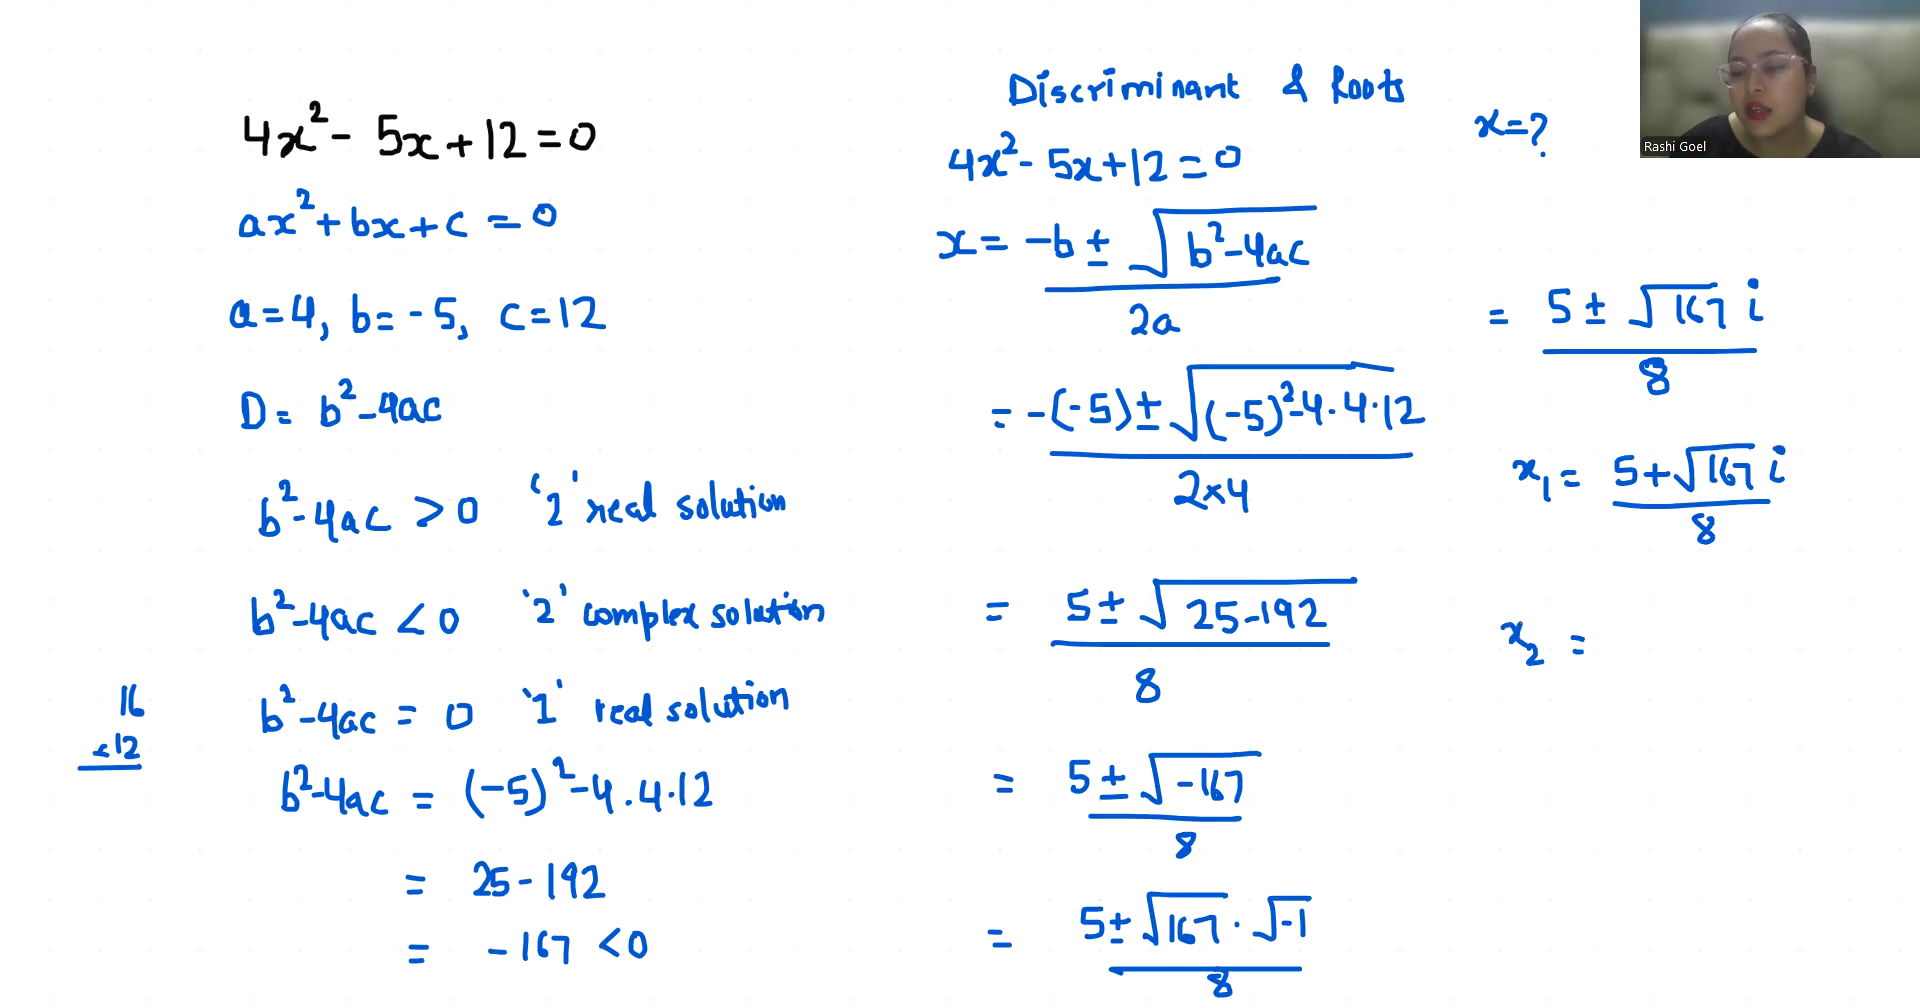 4x² - 5x + 12 = 0
ax² + bx + c = 0
a = 4, b = -5, c = 12
D = b² - 4ac
b² - 4ac > 0 '2' real solution
b² - 4ac < 0 '2' complex solution
b² - 4ac = 0 '1' real solution
16
×12
b² - 4ac = (-5)² - 4 . 4 . 12
= 25 - 192
= - 167 < 0
Discriminant & Roots
4x² - 5x + 12 = 0
x = -b ± √b² - 4ac
2a
= -(-5) ± √(-5)² - 4 . 4 . 12
2×4
= 5 ± √25 - 192
8
= 5 ± √-167
8
= 5 ± √167 . √-1
8
x = ?
= 5 ± √167 i
8
x₁ = 5 + √167 i
8
x₂ =
Rashi Goel